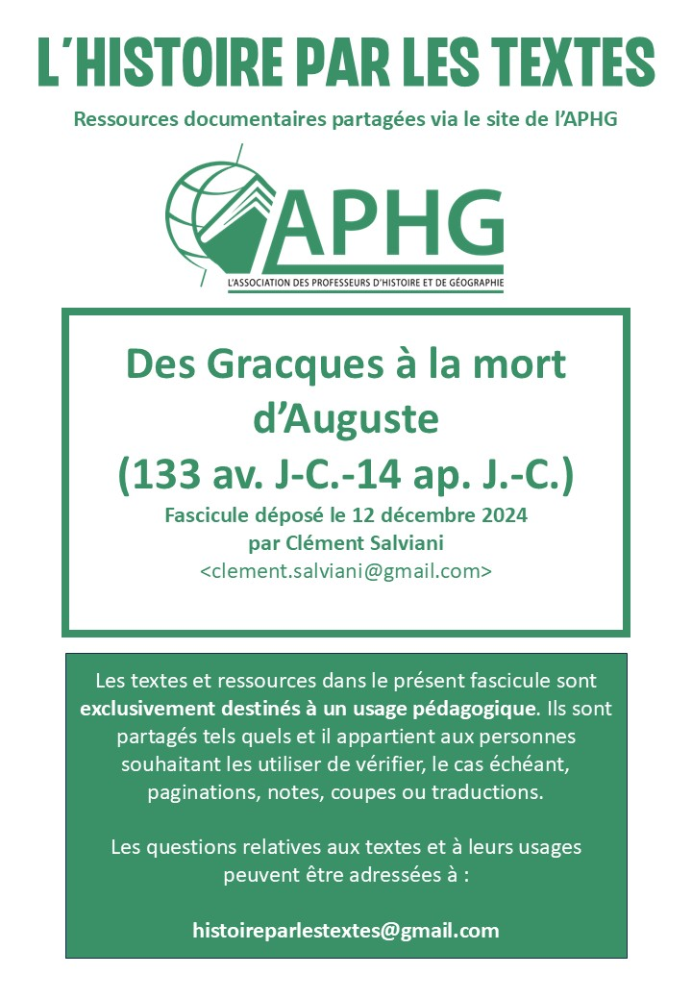 L'HISTOIRE PAR LES TEXTES
Ressources documentaires partagées via le site de l'APHG
APHG
L'ASSOCIATION DES PROFESSEURS D'HISTOIRE ET DE GÉOGRAPHIE
Des Gracques à la mort
d'Auguste
(133 av. J-C.-14 ap. J.-C.)
Fascicule déposé le 12 décembre 2024
par Clément Salviani
<clement.salviani@gmail.com>
Les textes et ressources dans le présent fascicule sont
exclusivement destinés à un usage pédagogique. Ils sont
partagés tels quels et il appartient aux personnes
souhaitant les utiliser de vérifier, le cas échéant,
paginations, notes, coupes ou traductions.
Les questions relatives aux textes et à leurs usages
peuvent être adressées à :
histoireparlestextes@gmail.com